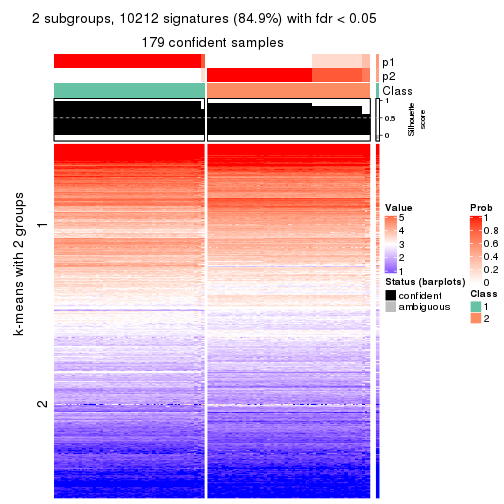 2 subgroups, 10212 signatures (84.9%) with fdr < 0.05
179 confident samples
p1
p2
Class
1
0.5
0
Silhouette
score
k-means with 2 groups
1
2
Value
5
4
3
2
1
Prob
1
0.8
0.6
0.4
0.2
0
Status (barplots)
confident
ambiguous
Class
1
2